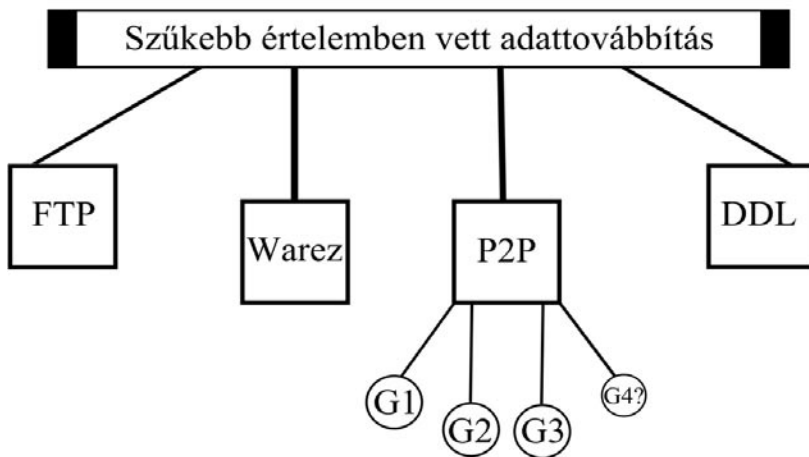 Szűkebb értelemben vett adattovábbítás
FTP
Warez
P2P
DDL
G1
G2
G3
G4?